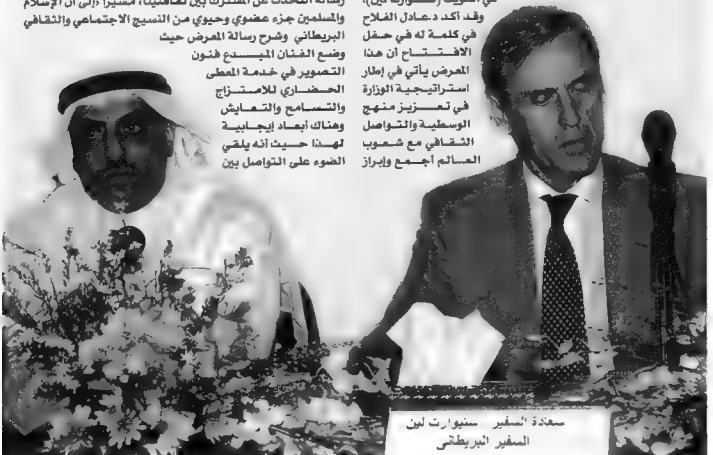 في الكويت (ستوارت لين)،
وقد أكد د.عادل الفلاح
في كلمة له في حفل
الافتتاح أن هذا
المعرض يأتي في إطار
استراتيجية الوزارة
في تعزيز منهج
الوسطية والتواصل
الثقافي مع شعوب
العالم أجمع وإبراز
رسالة التحدث عن المشترك بين ثقافتينا، مشيرا إلى أن الإسلام
والمسلمين جزء عضوي وحيوي من النسيج الاجتماعي والثقافي
البريطاني وشرح رسالة المعرض حيث
وضع الفنان المبدع فنون
التصوير في خدمة المعطى
الحضاري للامتزاج
والتسامح والتعايش
وهناك أبعاد إيجابية
لهذا حيث أنه يلقي
الضوء على التواصل بين
سعادة السفير ستيوارت لين
السفير البريطاني